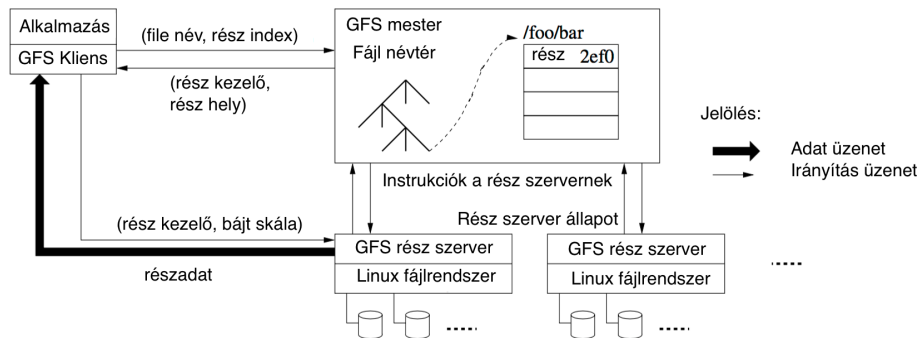 Alkalmazás
GFS Kliens
(file név, rész index)
(rész kezelő,
rész hely)
GFS mester
Fájl névtér
/foo/bar
rész 2ef0
Jelölés:
Adat üzenet
Irányítás üzenet
Instrukciók a rész szervernek
Rész szerver állapot
(rész kezelő, bájt skála)
részadat
GFS rész szerver
Linux fájlrendszer
GFS rész szerver
Linux fájlrendszer